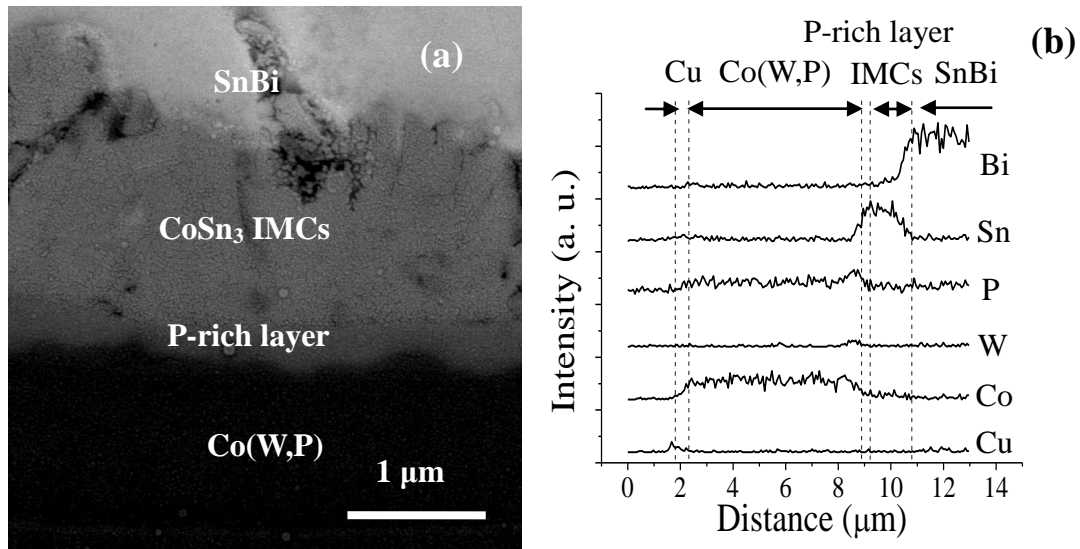 (a)
SnBi
CoSn₃ IMCs
P-rich layer
Co(W,P)
1 μm
(b)
P-rich layer
Cu Co(W,P) IMCs SnBi
Bi
Sn
P
W
Co
Cu
Intensity (a. u.)
0 2 4 6 8 10 12 14
Distance (μm)